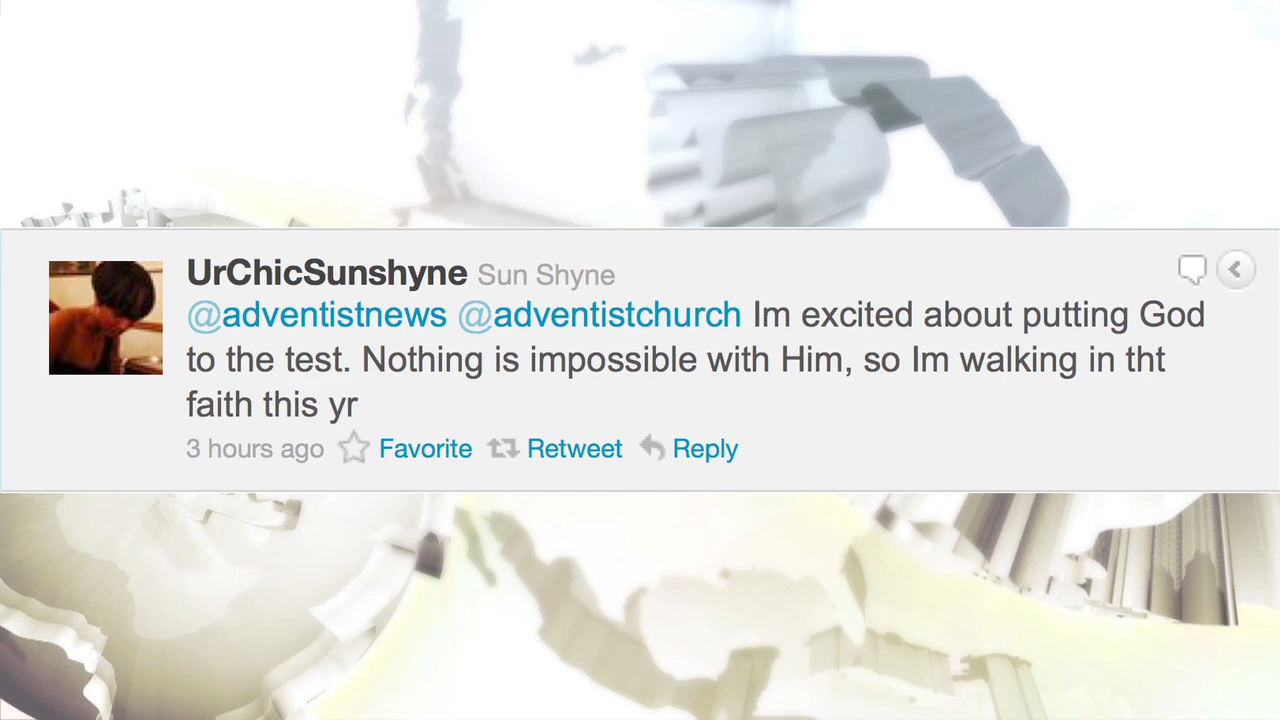 UrChicSunshyne Sun Shyne
@adventistnews @adventistchurch Im excited about putting God
to the test. Nothing is impossible with Him, so Im walking in tht
faith this yr
3 hours ago Favorite Retweet Reply